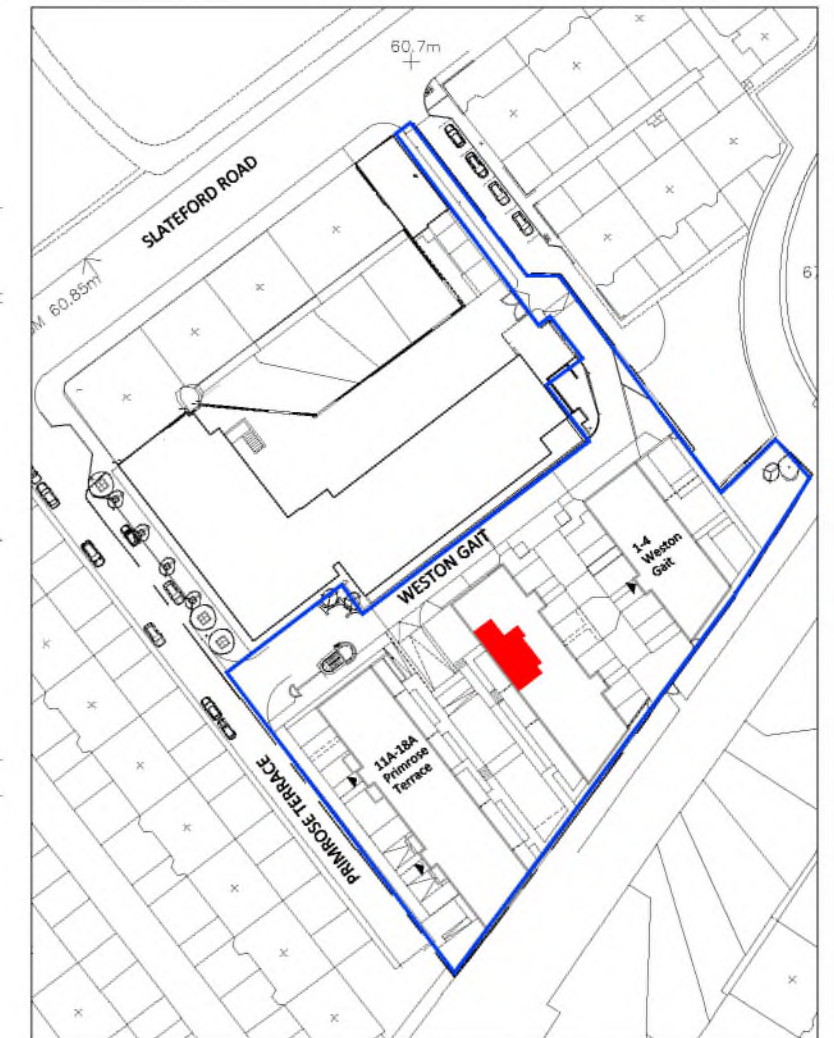 60.7m
SLATEFORD ROAD
60.85m
WESTON GAIT
1-4
Weston
Gait
11A-18A
Primrose
Terrace
PRIMROSE TERRACE